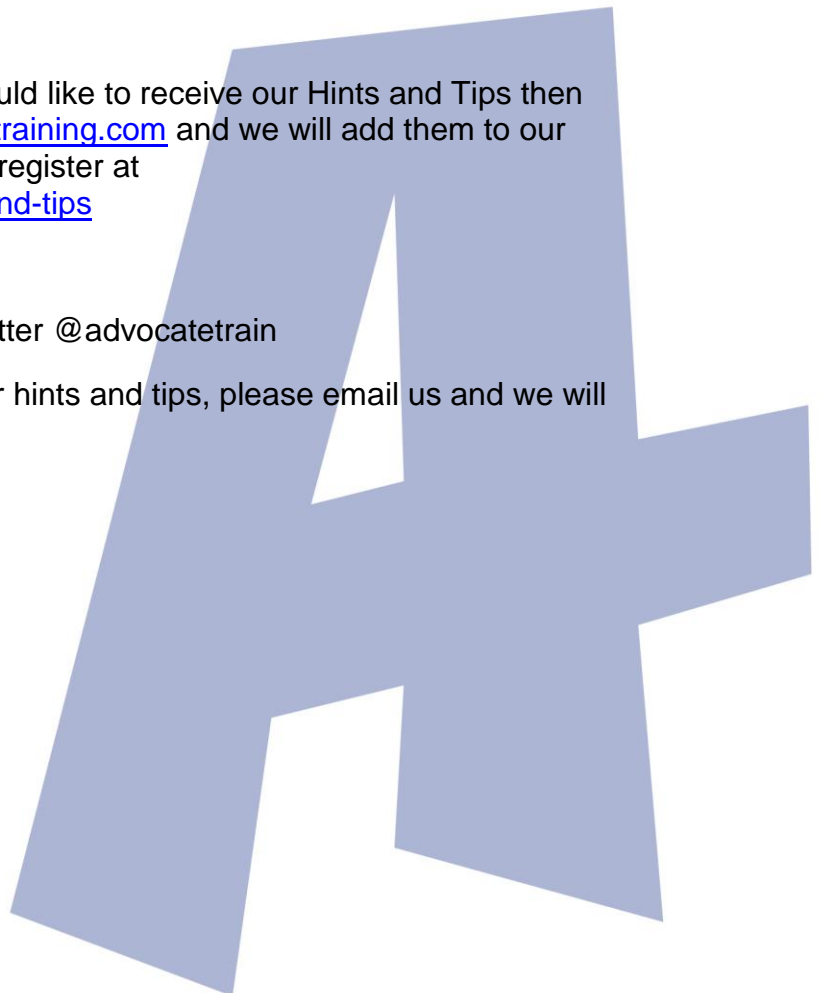 uld like to receive our Hints and Tips then
training.com and we will add them to our
register at
nd-tips
tter @advocatetrain
r hints and tips, please email us and we will